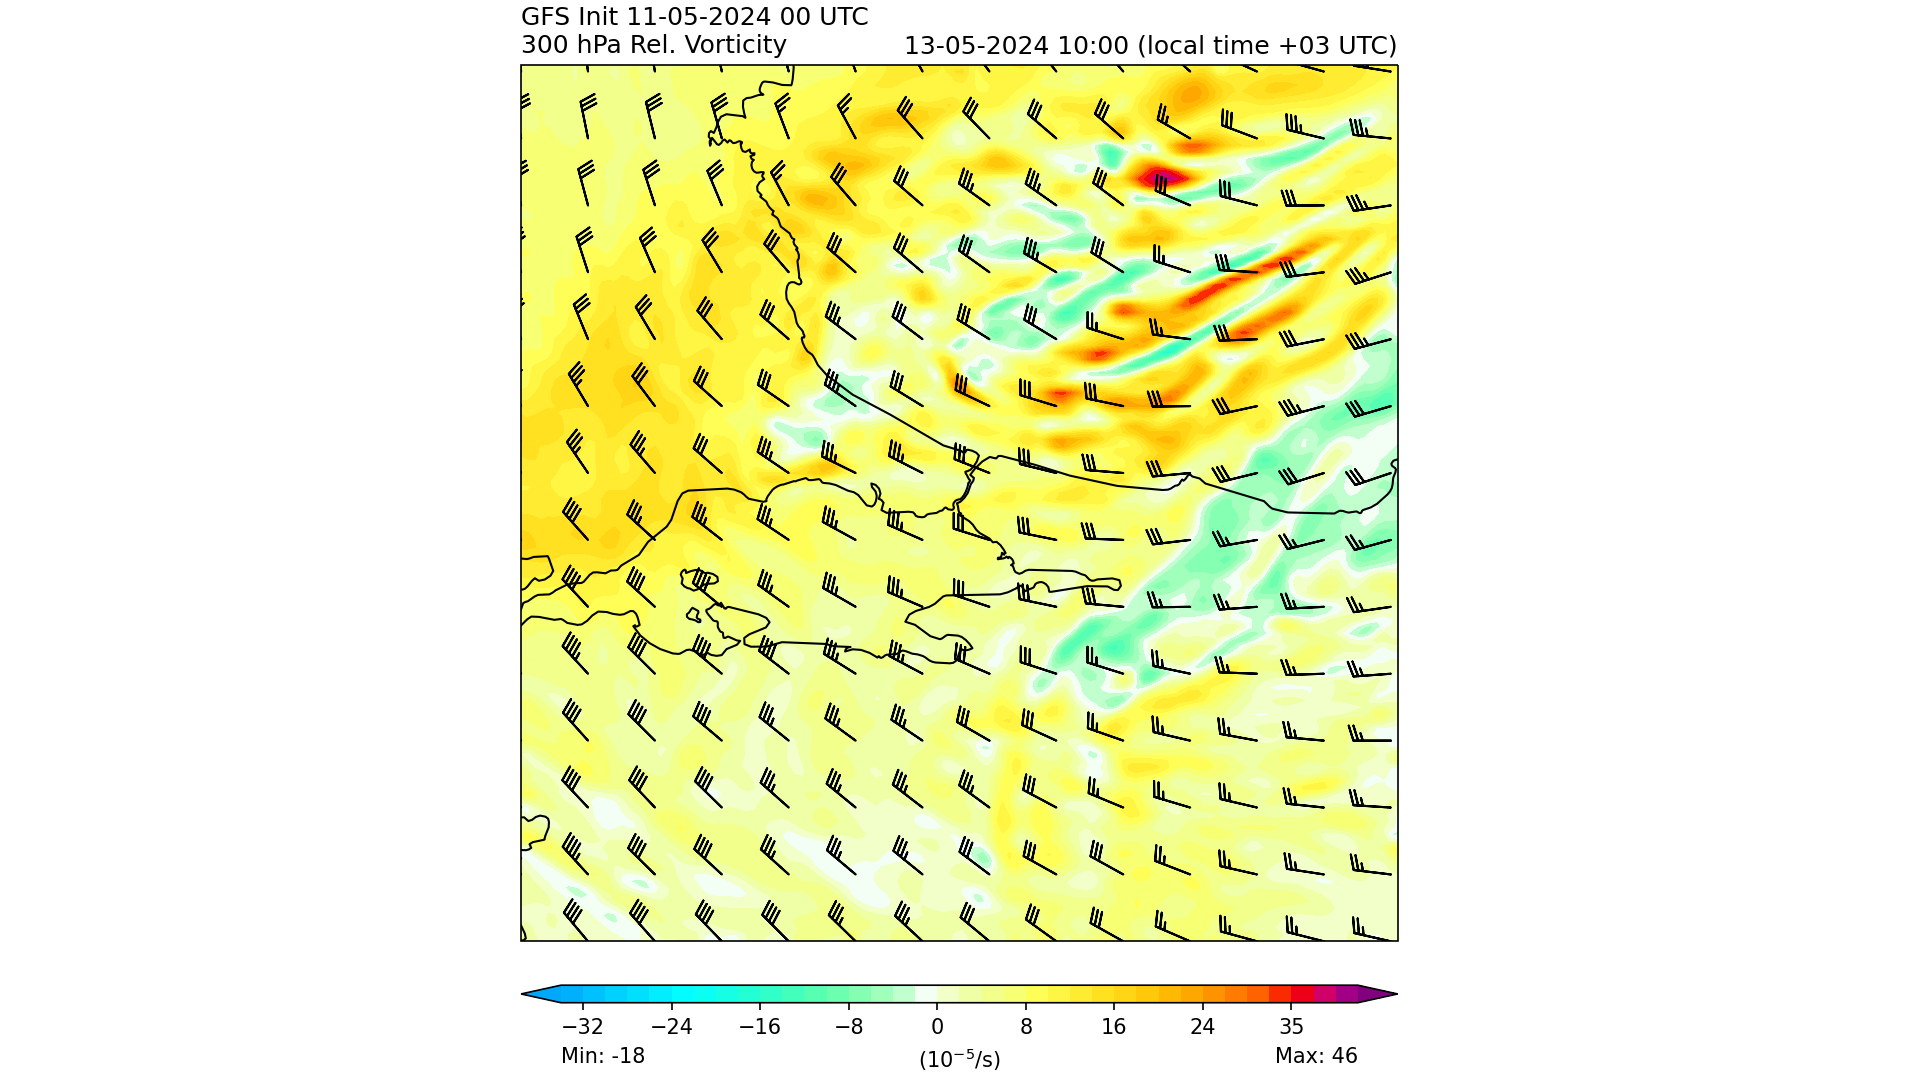 GFS Init 11-05-2024 00 UTC
300 hPa Rel. Vorticity
13-05-2024 10:00 (local time +03 UTC)
−32 −24 −16 −8 0 8 16 24 35
Min: -18 (10⁻⁵/s) Max: 46